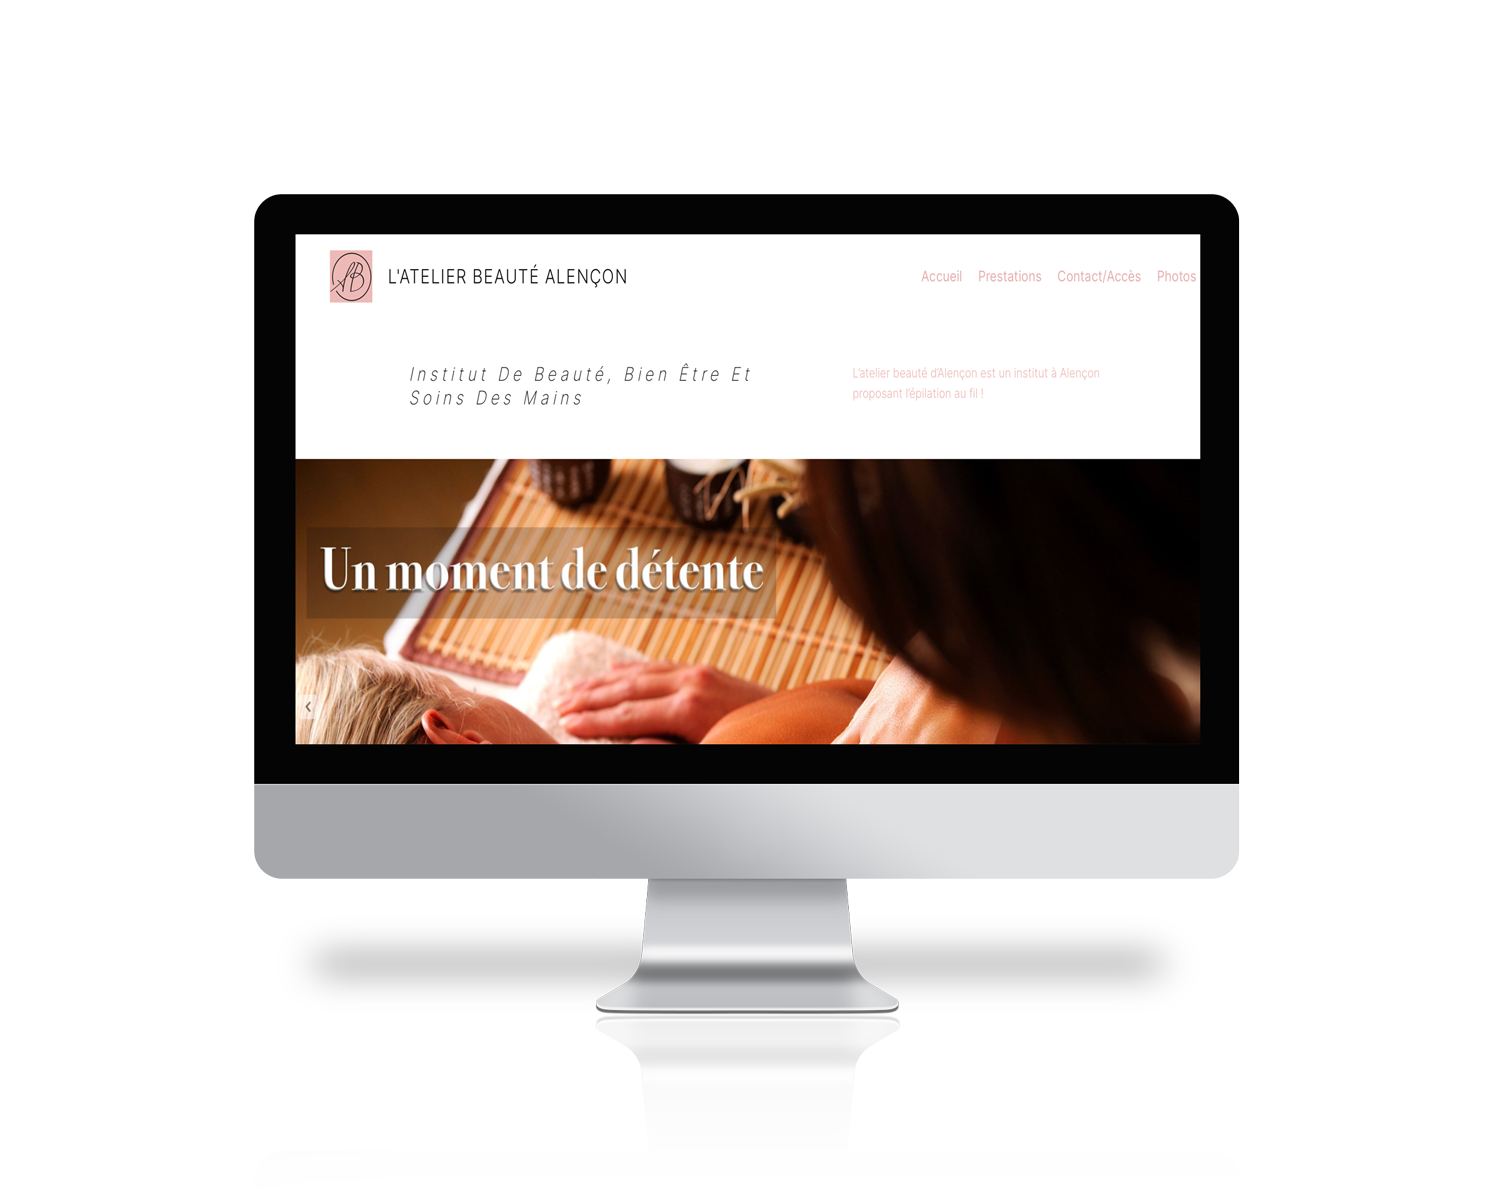 AB
L'ATELIER BEAUTÉ ALENÇON
Accueil Prestations Contact/Accès Photos
Institut De Beauté, Bien Être Et
Soins Des Mains
L'atelier beauté d'Alençon est un institut à Alençon
proposant l'épilation au fil !
Un moment de détente